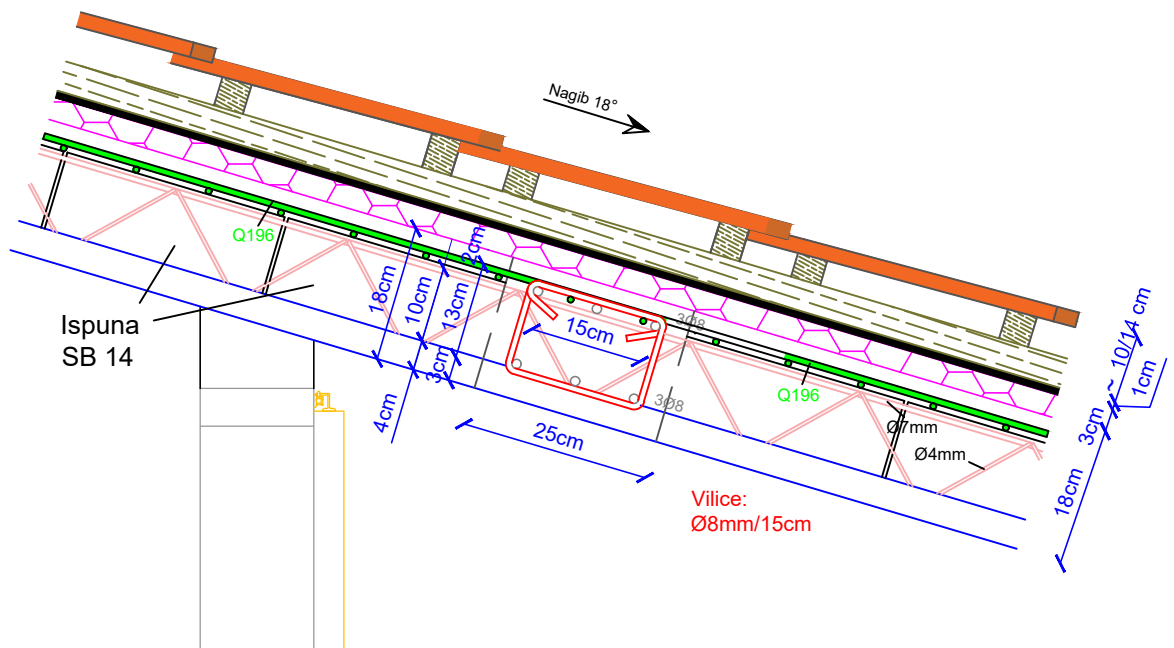 Nagib 18°
Q196
2cm
18cm
10cm
13cm
3cm
4cm
15cm
3Ø8
3Ø8
25cm
Q196
Ø7mm
Ø4mm
Ispuna
SB 14
Vilice:
Ø8mm/15cm
~ 10/14 cm
1cm
3cm
18cm